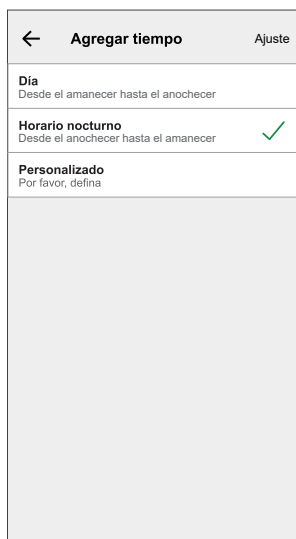 Agregar tiempo Ajuste
Día
Desde el amanecer hasta el anochecer
Horario nocturno
Desde el anochecer hasta el amanecer
Personalizado
Por favor, defina